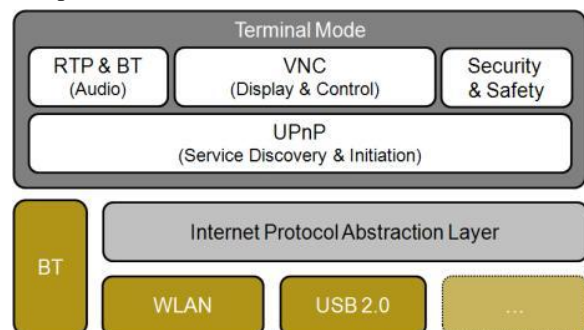 Terminal Mode
RTP & BT
(Audio)
VNC
(Display & Control)
Security
& Safety
UPnP
(Service Discovery & Initiation)
BT
Internet Protocol Abstraction Layer
WLAN
USB 2.0
...